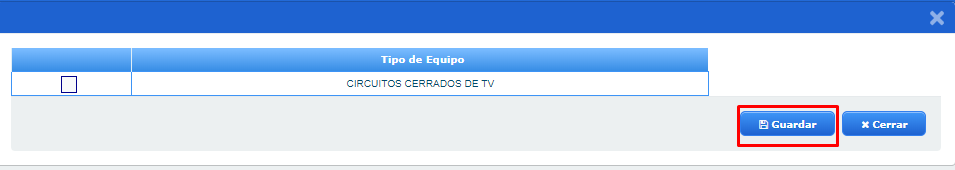 Tipo de Equipo
CIRCUITOS CERRADOS DE TV
Guardar
Cerrar